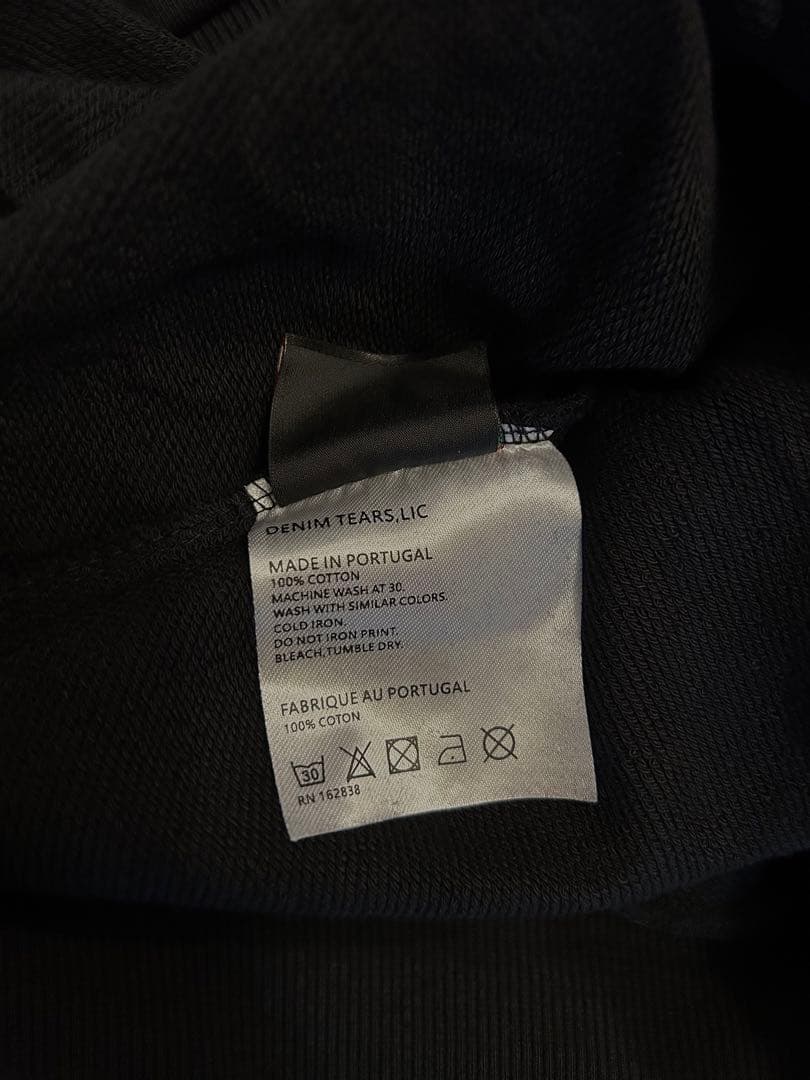 DENIM TEARS,LIC
MADE IN PORTUGAL
100% COTTON
MACHINE WASH AT 30.
WASH WITH SIMILAR COLORS.
COLD IRON.
DO NOT IRON PRINT.
BLEACH,TUMBLE DRY.
FABRIQUE AU PORTUGAL
100% COTON
30
RN 162838